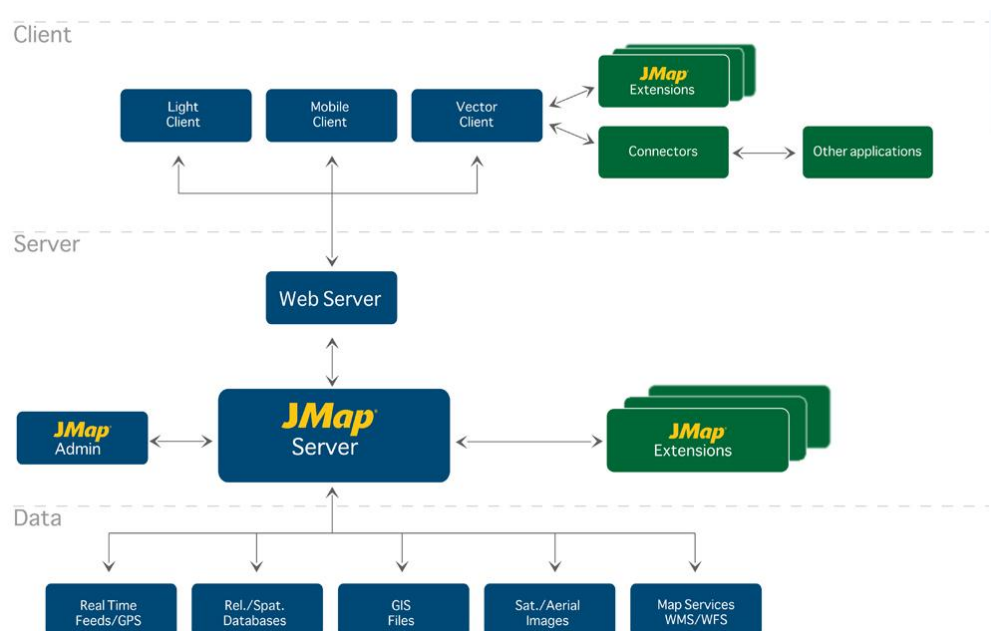 Client
JMap
Extensions
Light
Client
Mobile
Client
Vector
Client
Connectors
Other applications
Server
Web Server
JMap
Admin
JMap
Server
JMap
Extensions
Data
Real Time
Feeds/GPS
Rel./Spat.
Databases
GIS
Files
Sat./Aerial
Images
Map Services
WMS/WFS